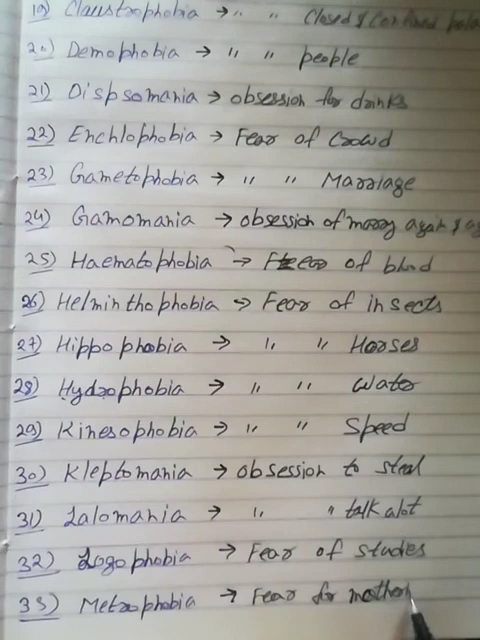 19) Claustrophobia → " " Closed & Confined
20) Demophobia → " " people
21) Dispsomania → obsession for drinks
22) Enchlophobia → Fear of Crowd
23) Gametophobia → " " Marriage
24) Gamomania → obsession of marry again &
25) Haematophobia → Fear of blood
26) Helminthophobia → Fear of insects
27) Hippophobia → " " Horses
28) Hydrophobia → " " Water
29) Kinesophobia → " " Speed
30) Kleptomania → obsession to steal
31) Lalomania → " " talk alot
32) Logophobia → Fear of studies
33) Metrophobia → Fear for mother